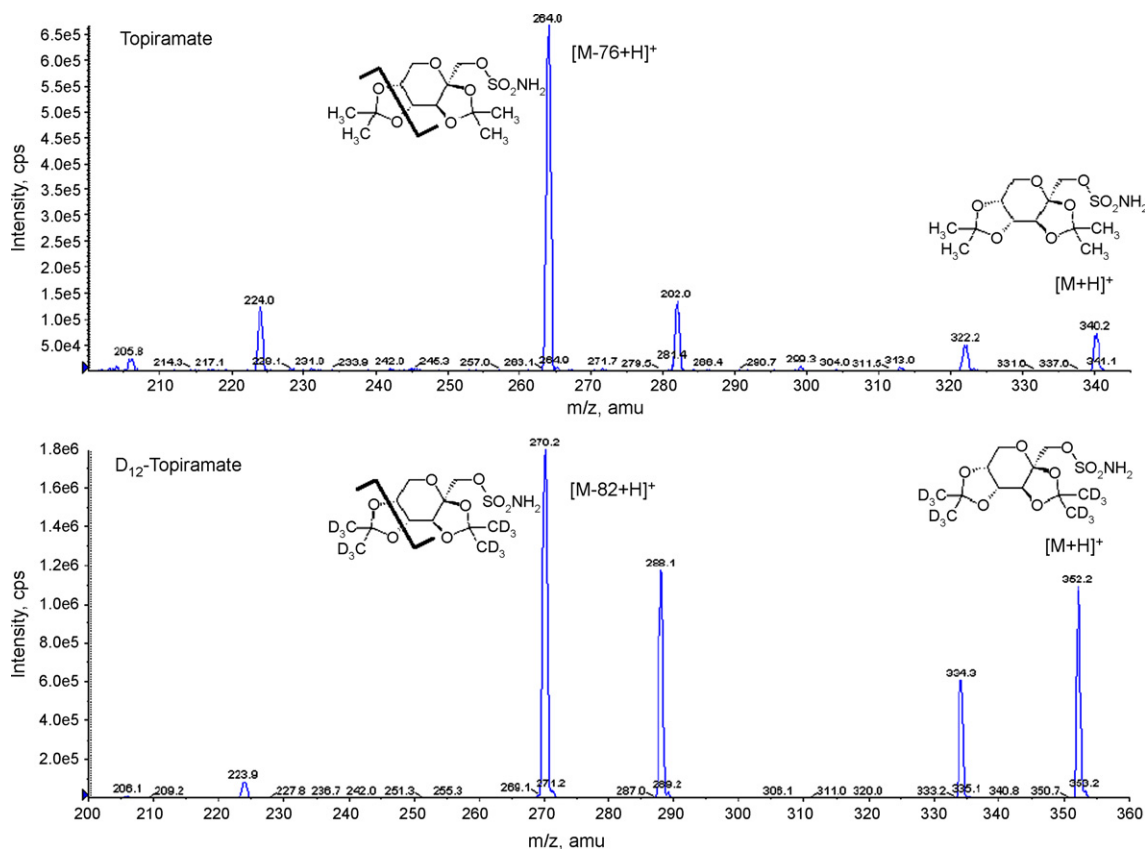 Topiramate
Intensity, cps
6.5e5
6.0e5
5.5e5
5.0e5
4.5e5
4.0e5
3.5e5
3.0e5
2.5e5
2.0e5
1.5e5
1.0e5
5.0e4
264.0
[M-76+H]+
O
O
SO2NH2
O
O
O
O
H3C
CH3
H3C
CH3
O
O
SO2NH2
O
O
O
O
H3C
CH3
H3C
CH3
[M+H]+
224.0
202.0
340.2
322.2
205.8
214.3
217.1
229.1
231.0
233.9
242.0
245.3
257.0
263.1
264.0
271.7
279.5
281.4
286.4
290.7
299.3
304.0
311.5
313.0
331.0
337.6
341.1
210 220 230 240 250 260 270 280 290 300 310 320 330 340
m/z, amu
D12-Topiramate
Intensity, cps
1.8e6
1.6e6
1.4e6
1.2e6
1.0e6
8.0e5
6.0e5
4.0e5
2.0e5
270.2
[M-82+H]+
O
O
SO2NH2
O
O
O
O
D3C
CD3
D3C
CD3
O
O
SO2NH2
O
O
O
O
D3C
CD3
D3C
CD3
[M+H]+
288.1
352.2
334.3
223.9
206.1
209.2
227.8
236.7
242.0
251.3
255.3
269.1
271.2
287.0
289.2
305.1
311.0
320.0
333.2
335.1
340.8
350.7
353.2
200 210 220 230 240 250 260 270 280 290 300 310 320 330 340 350 360
m/z, amu